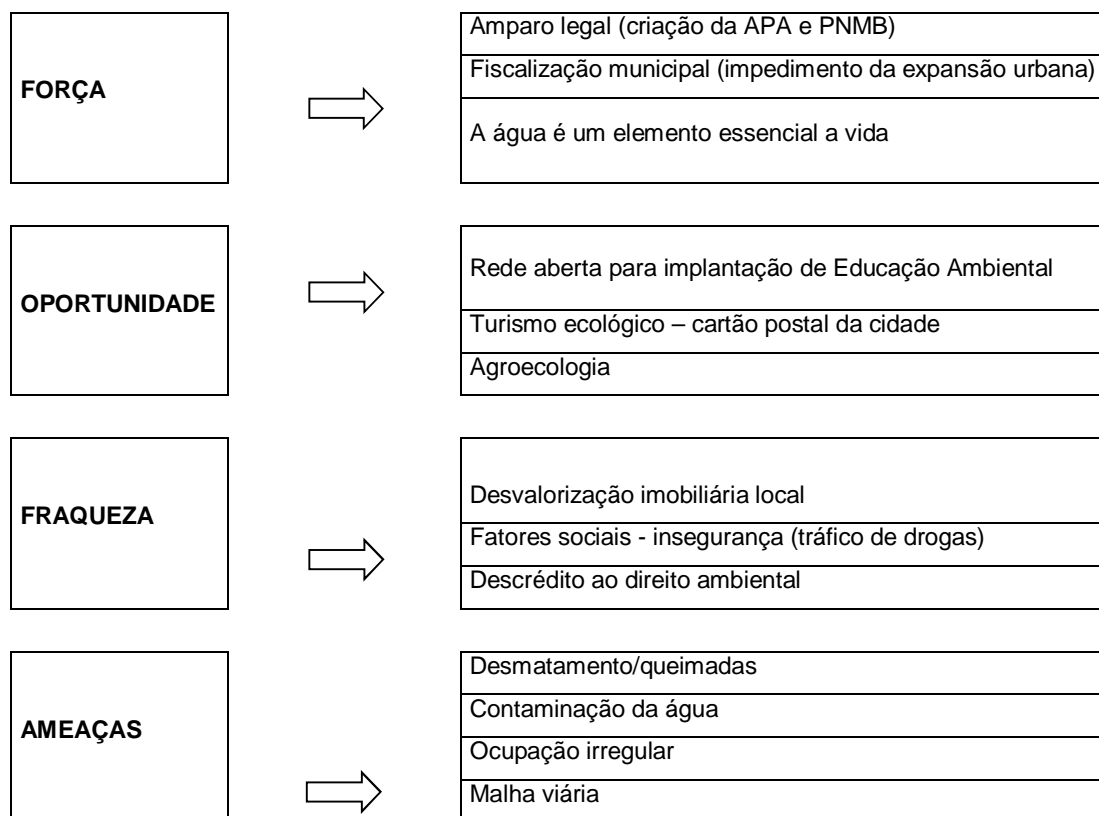 FORÇA
Amparo legal (criação da APA e PNMB)
Fiscalização municipal (impedimento da expansão urbana)
A água é um elemento essencial a vida
OPORTUNIDADE
Rede aberta para implantação de Educação Ambiental
Turismo ecológico – cartão postal da cidade
Agroecologia
FRAQUEZA
Desvalorização imobiliária local
Fatores sociais - insegurança (tráfico de drogas)
Descrédito ao direito ambiental
AMEAÇAS
Desmatamento/queimadas
Contaminação da água
Ocupação irregular
Malha viária